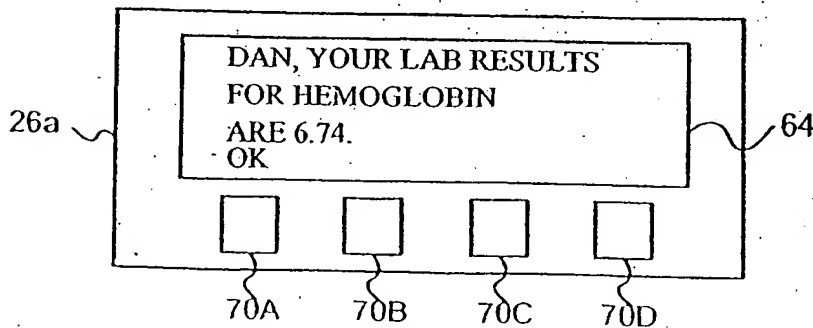 DAN, YOUR LAB RESULTS
FOR HEMOGLOBIN
ARE 6.74.
OK
26a
64
70A 70B 70C 70D